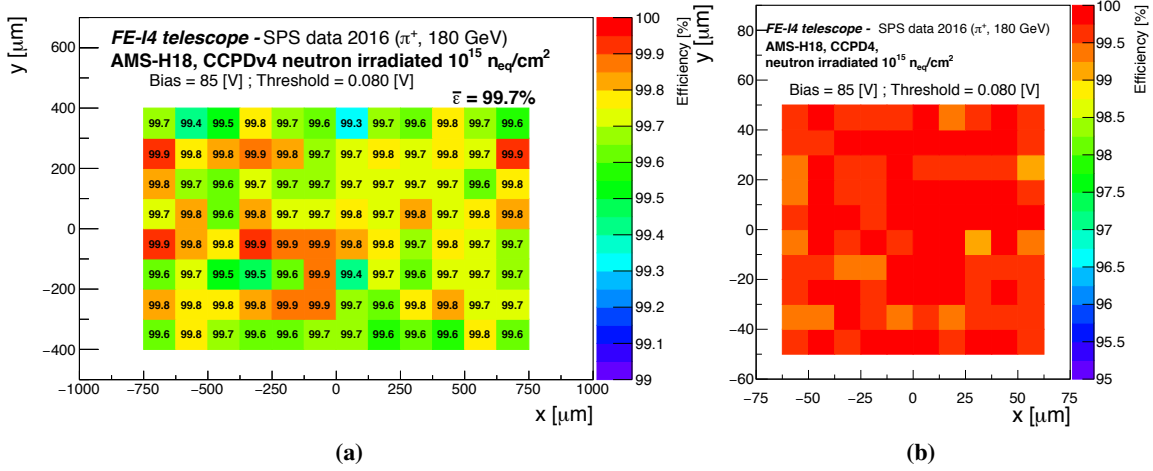 FE-I4 telescope - SPS data 2016 (π+, 180 GeV)
AMS-H18, CCPDv4 neutron irradiated 10^15 n_eq/cm^2
Bias = 85 [V] ; Threshold = 0.080 [V]
ε̄ = 99.7%
y [μm]
600
400
200
0
−200
−400
99.7 99.4 99.5 99.8 99.7 99.6 99.3 99.7 99.6 99.8 99.7 99.6
99.9 99.8 99.8 99.9 99.8 99.7 99.7 99.8 99.7 99.8 99.7 99.9
99.8 99.7 99.6 99.7 99.7 99.7 99.7 99.7 99.7 99.7 99.6 99.8
99.7 99.8 99.6 99.8 99.7 99.7 99.8 99.7 99.8 99.7 99.8 99.8
99.9 99.8 99.8 99.9 99.9 99.9 99.8 99.8 99.7 99.7 99.7 99.7
99.6 99.7 99.5 99.5 99.6 99.9 99.4 99.7 99.7 99.7 99.7 99.7
99.8 99.8 99.8 99.8 99.9 99.9 99.7 99.6 99.8 99.8 99.7 99.7
99.6 99.8 99.7 99.6 99.6 99.7 99.7 99.6 99.6 99.6 99.8 99.6
−1000 −750 −500 −250 0 250 500 750 1000
x [μm]
Efficiency [%]
100
99.9
99.8
99.7
99.6
99.5
99.4
99.3
99.2
99.1
99
(a)
FE-I4 telescope - SPS data 2016 (π+, 180 GeV)
AMS-H18, CCPD4,
neutron irradiated 10^15 n_eq/cm^2
Bias = 85 [V] ; Threshold = 0.080 [V]
y [μm]
80
60
40
20
0
−20
−40
−60
−75 −50 −25 0 25 50 75
x [μm]
Efficiency [%]
100
99.5
99
98.5
98
97.5
97
96.5
96
95.5
95
(b)